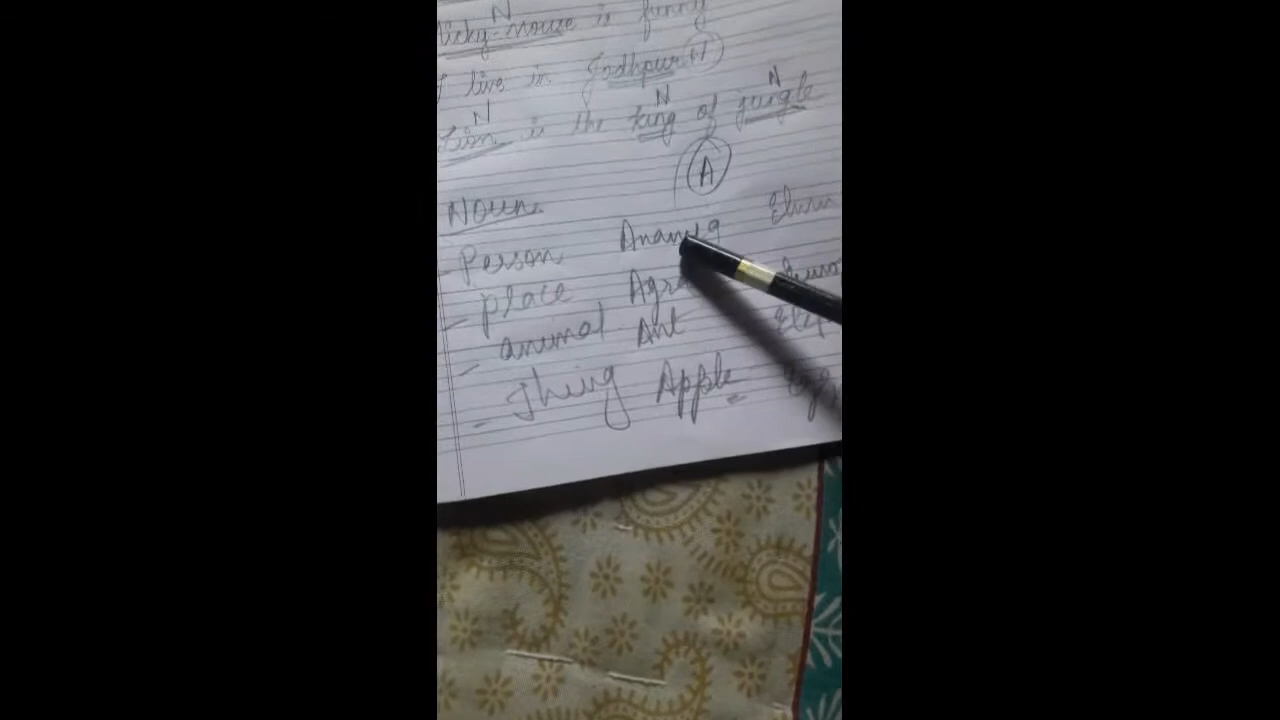 N
Micky-Mouse is funny
I live in Jodhpur N
N N N
Lion is the king of jungle
A
Noun
- Person
- place Agra
- animal Ant
- Thing Apple